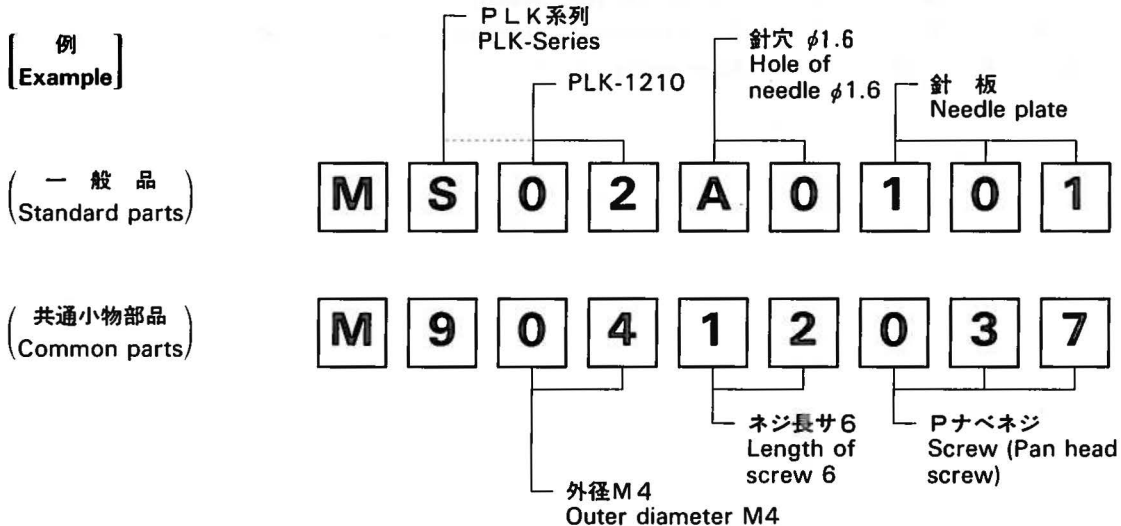 例
Example
PLK系列
PLK-Series
PLK-1210
針穴 φ1.6
Hole of
needle φ1.6
針 板
Needle plate
一 般 品
(Standard parts)
M S 0 2 A 0 1 0 1
共通小物部品
(Common parts)
M 9 0 4 1 2 0 3 7
ネジ長サ6
Length of
screw 6
Pナベネジ
Screw (Pan head
screw)
外径M4
Outer diameter M4